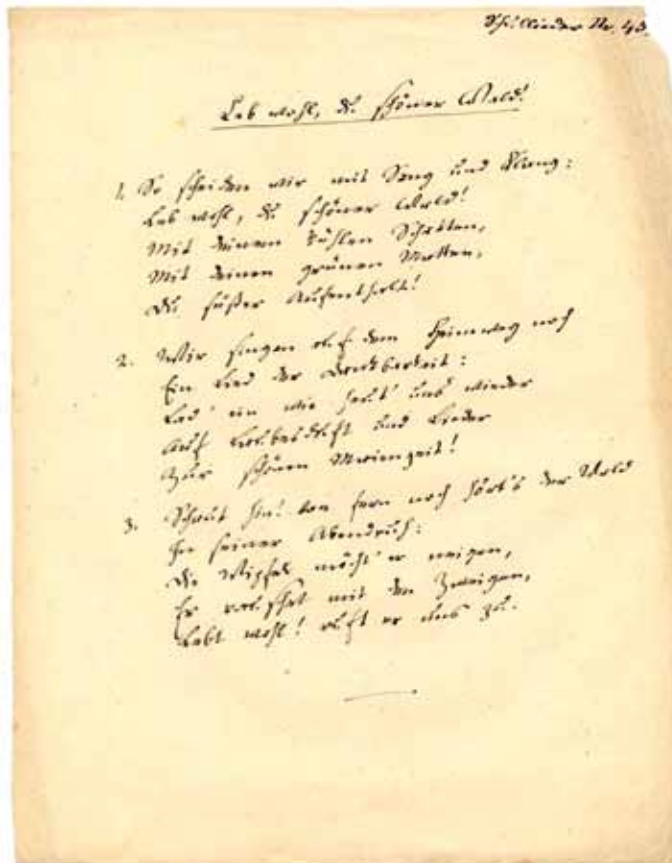 Schullieder Nr. 43.
Leb wohl, du schöner Wald!
1. So scheiden wir mit Sang und Klang:
Leb wohl, du schöner Wald!
Mit deinem kühlen Schatten,
Mit deinen grünen Matten,
Du süßer Aufenthalt!
2. Wir singen auf dem Heimweg noch
Ein Lied der Dankbarkeit:
Lad' ein wie heut' uns wieder
Auf Laubesduft und Lieder
Zur schönen Maienzeit!
3. Schaut hin! von fern noch hört's der Wald
In seiner Abendruh:
Die Wipfel möcht' er neigen,
Er rauschet mit den Zweigen,
Lebt wohl! ruft er uns zu.